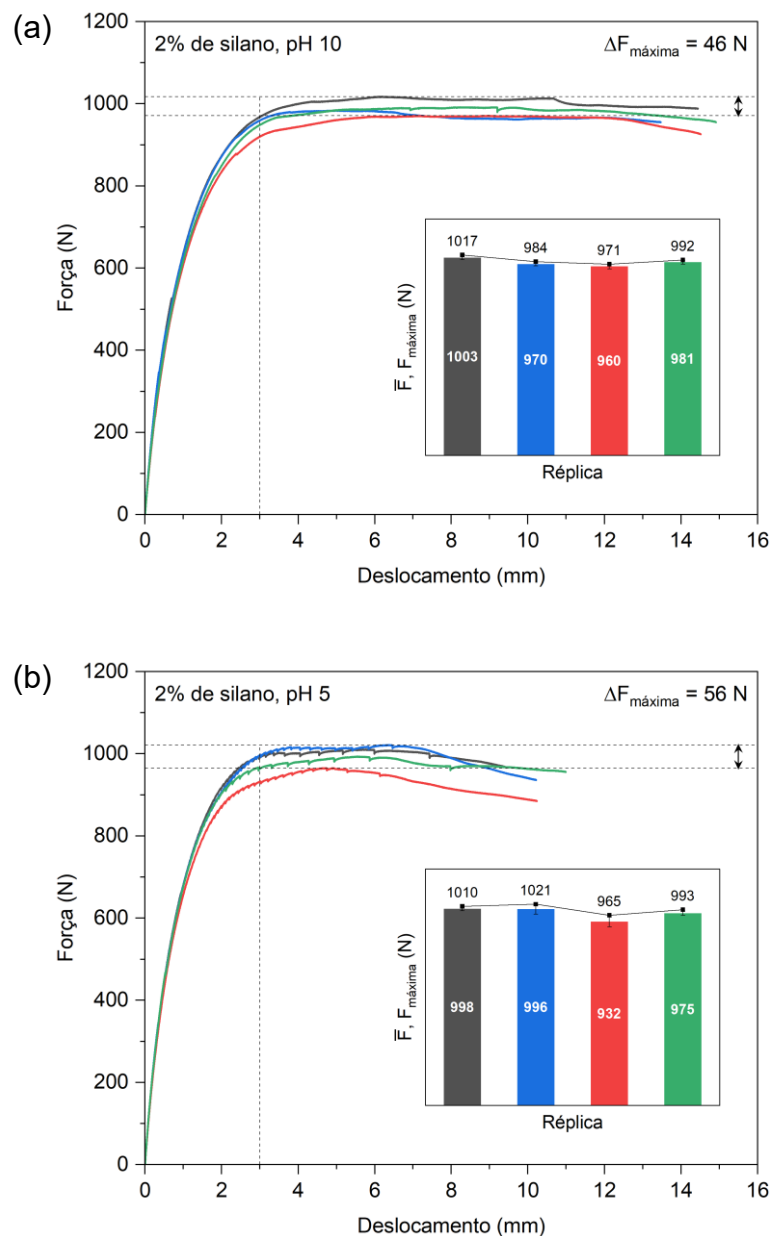 (a)
2% de silano, pH 10
ΔFmáxima = 46 N
Força (N)
1200
1000
800
600
400
200
0
F̅, Fmáxima (N)
1017 984 971 992
1003 970 960 981
Réplica
0 2 4 6 8 10 12 14 16
Deslocamento (mm)
(b)
2% de silano, pH 5
ΔFmáxima = 56 N
Força (N)
1200
1000
800
600
400
200
0
F̅, Fmáxima (N)
1010 1021 965 993
998 996 932 975
Réplica
0 2 4 6 8 10 12 14 16
Deslocamento (mm)